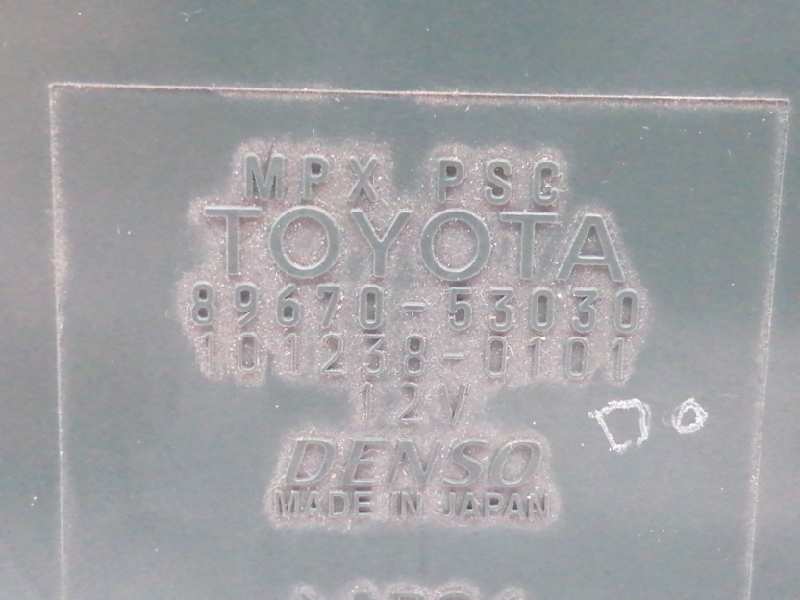 MPX PSC
TOYOTA
89670-53030
101238-0101
12V
DENSO
MADE IN JAPAN